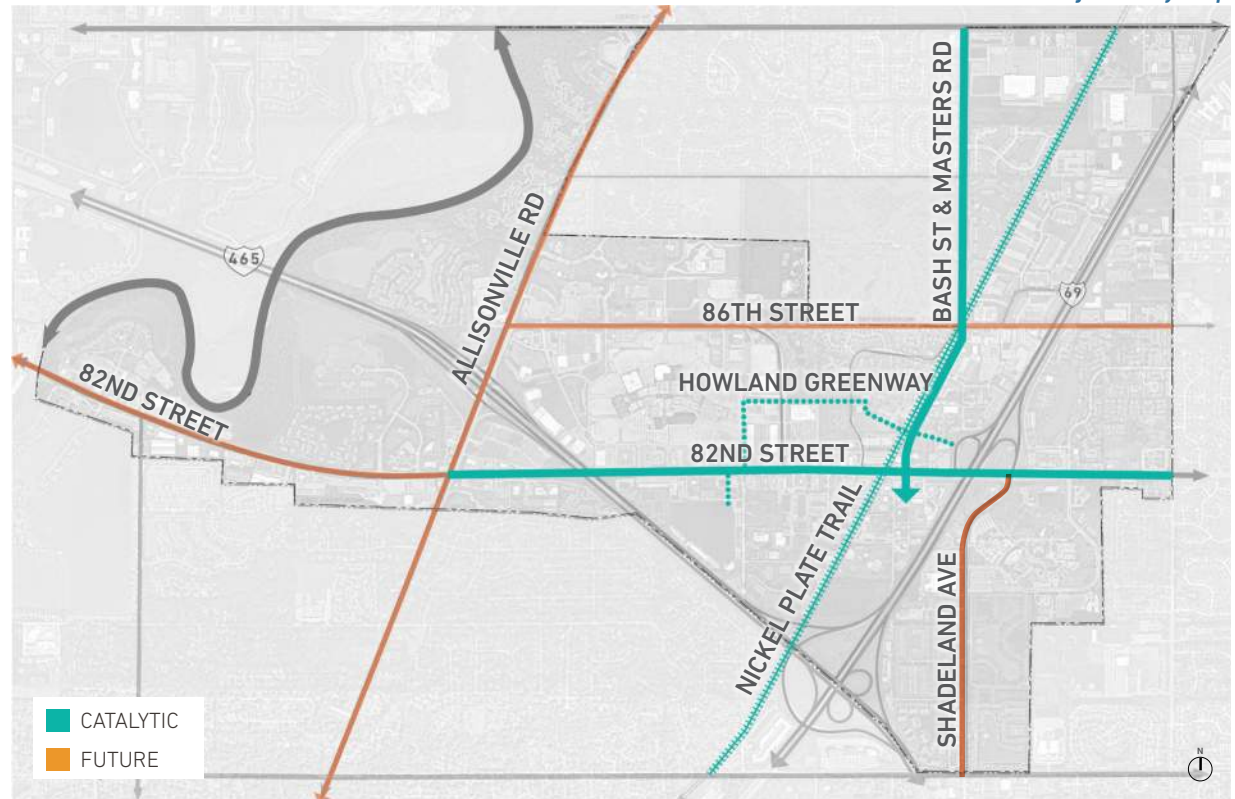 BASH ST & MASTERS RD
ALLISONVILLE RD
465
69
86TH STREET
82ND STREET
HOWLAND GREENWAY
82ND STREET
NICKEL PLATE TRAIL
SHADELAND AVE
CATALYTIC
FUTURE
N